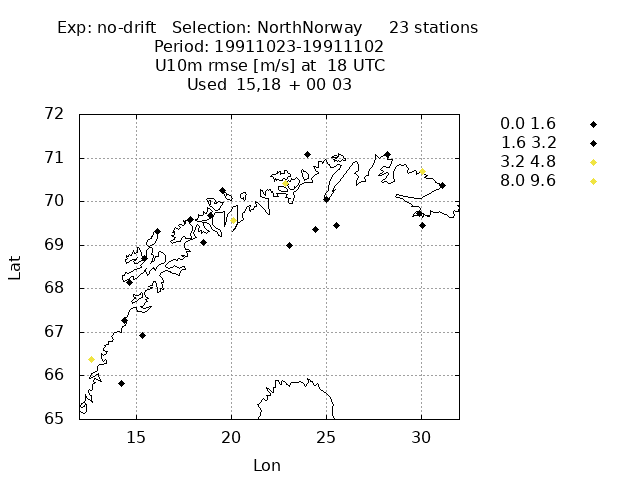 Exp: no-drift   Selection: NorthNorway     23 stations
Period: 19911023-19911102
U10m rmse [m/s] at  18 UTC
Used  15,18  + 00 03
0.0 1.6
1.6 3.2
3.2 4.8
8.0 9.6
72
71
70
69
68
67
66
65
Lat
15 20 25 30
Lon